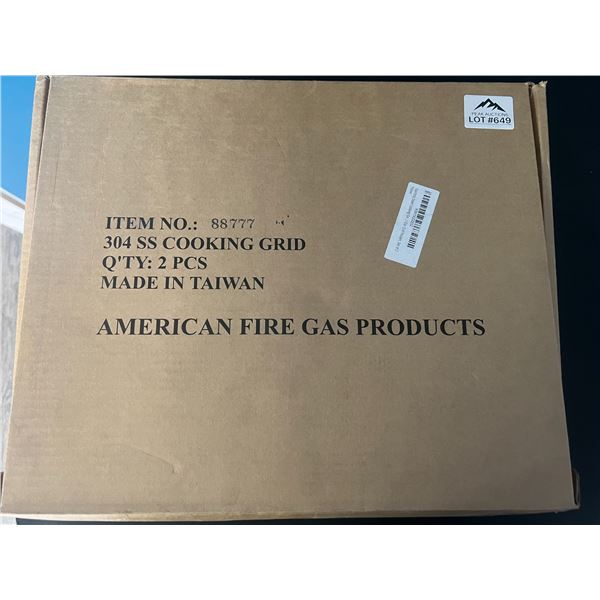 PEAK AUCTIONS
LOT #649
ITEM NO.: 88777
304 SS COOKING GRID
Q'TY: 2 PCS
MADE IN TAIWAN
AMERICAN FIRE GAS PRODUCTS